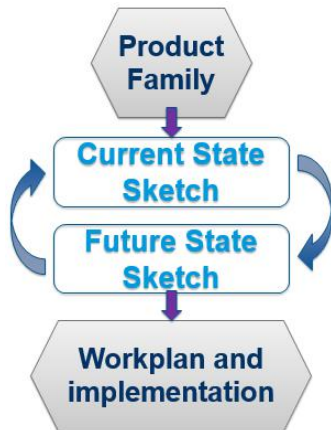 Product
Family
Current State
Sketch
Future State
Sketch
Workplan and
implementation